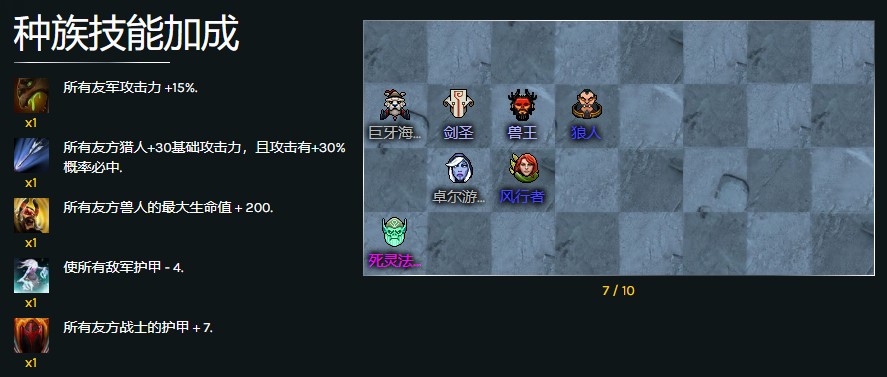 种族技能加成
所有友军攻击力 +15%.
x1
所有友方猎人+30基础攻击力，且攻击有+30%
概率必中.
x1
所有友方兽人的最大生命值 + 200.
x1
使所有敌军护甲 - 4.
x1
所有友方战士的护甲 + 7.
x1
巨牙海... 剑圣 兽王 狼人
卓尔游... 风行者
死灵法...
7 / 10